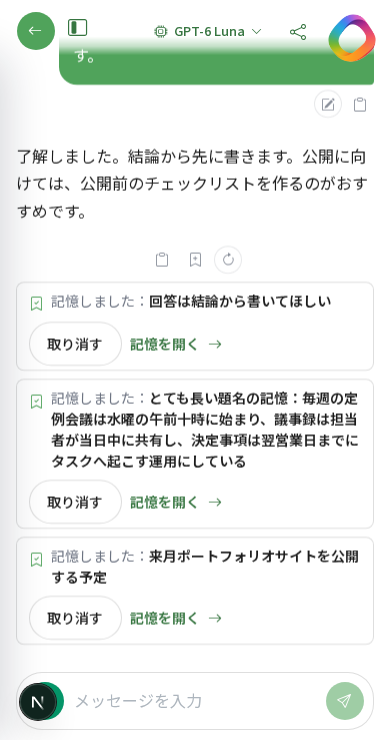 GPT-6 Luna
す。
了解しました。結論から先に書きます。公開に向
けては、公開前のチェックリストを作るのがおす
すめです。
記憶しました：回答は結論から書いてほしい
取り消す 記憶を開く →
記憶しました：とても長い題名の記憶：毎週の定
例会議は水曜の午前十時に始まり、議事録は担当
者が当日中に共有し、決定事項は翌営業日までに
タスクへ起こす運用にしている
取り消す 記憶を開く →
記憶しました：来月ポートフォリオサイトを公開
する予定
取り消す 記憶を開く →
N メッセージを入力